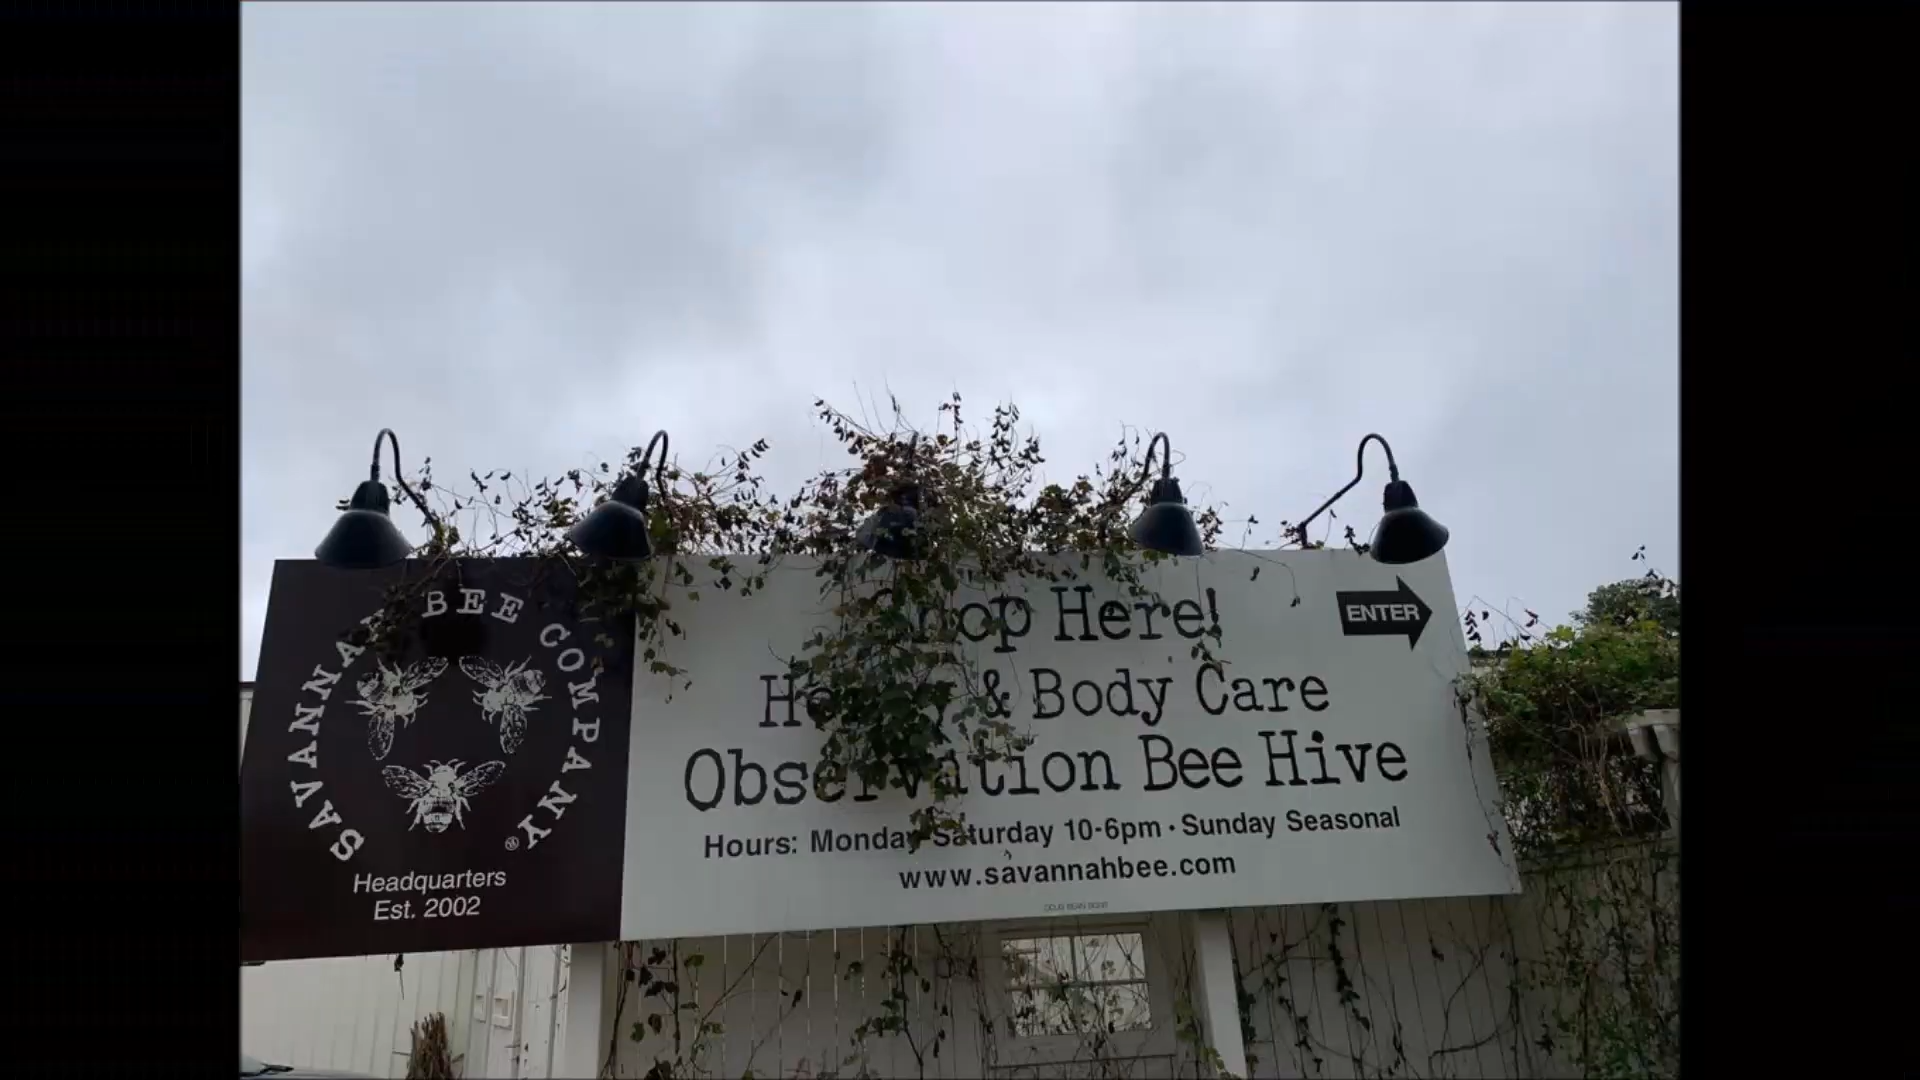 SAVANNAH BEE COMPANY
Headquarters
Est. 2002
Shop Here!
Honey & Body Care
Observation Bee Hive
Hours: Monday-Saturday 10-6pm · Sunday Seasonal
www.savannahbee.com
ENTER